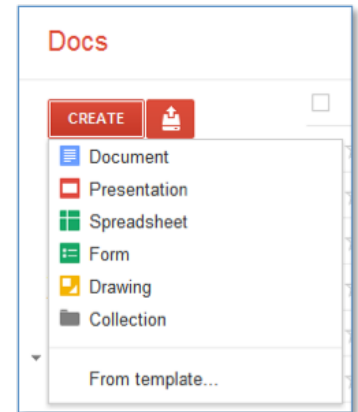 Docs
CREATE
Document
Presentation
Spreadsheet
Form
Drawing
Collection
From template...